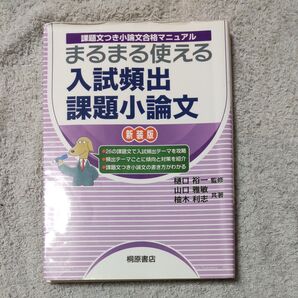 課題文つき小論文合格マニュアル
まるまる使える
入試頻出
課題小論文
新装版
●26の課題文で入試頻出テーマを攻略
●頻出テーマごとに傾向と対策を紹介
●課題文つき小論文の書き方がわかる
樋口 裕一 監修
山口 雅敏
柚木 利志 共著
桐原書店